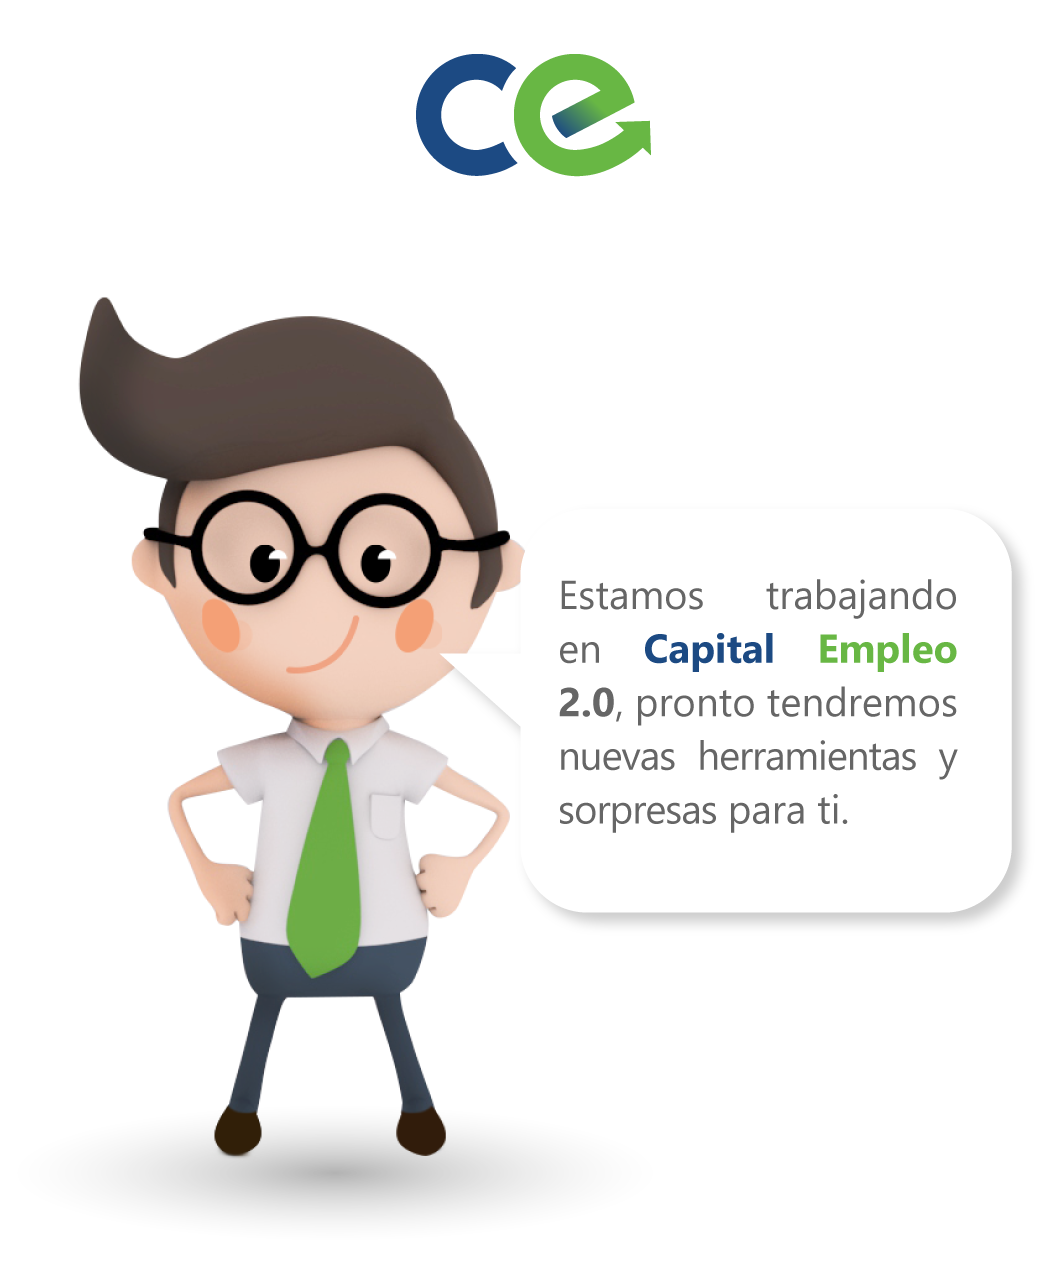 ce
Estamos trabajando
en Capital Empleo
2.0, pronto tendremos
nuevas herramientas y
sorpresas para ti.